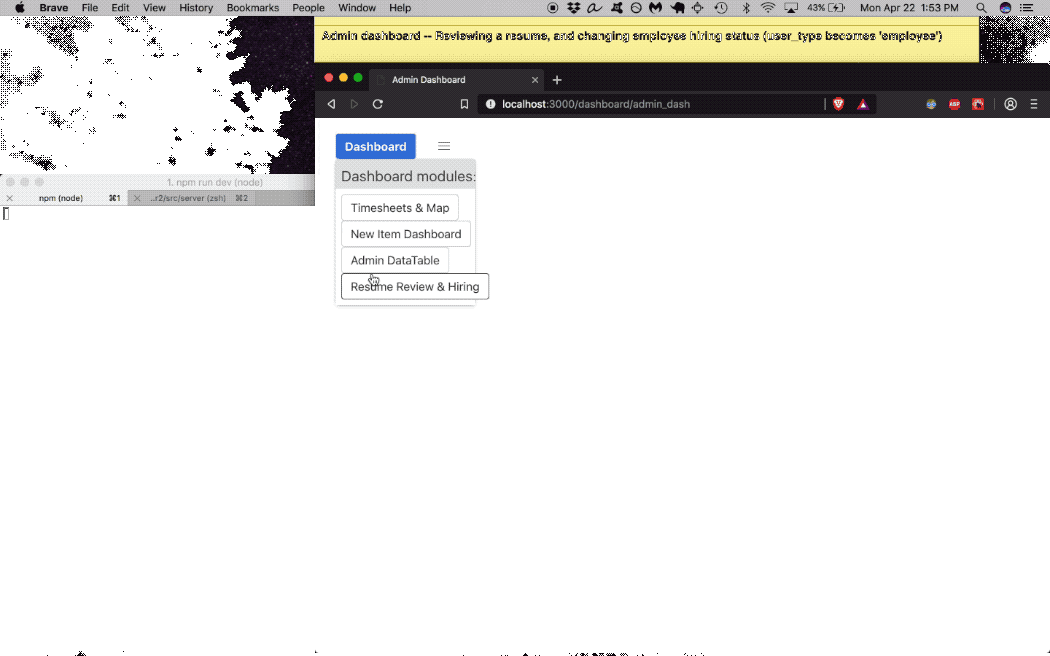 Brave File Edit View History Bookmarks People Window Help 43% Mon Apr 22 1:53 PM
Admin dashboard -- Reviewing a resume, and changing employee hiring status (user_type becomes 'employee')
Admin Dashboard
localhost:3000/dashboard/admin_dash
Dashboard
Dashboard modules:
Timesheets & Map
New Item Dashboard
Admin DataTable
Resume Review & Hiring
1. npm run dev (node)
npm (node) ⌘1 ..r2/src/server (zsh) ⌘2